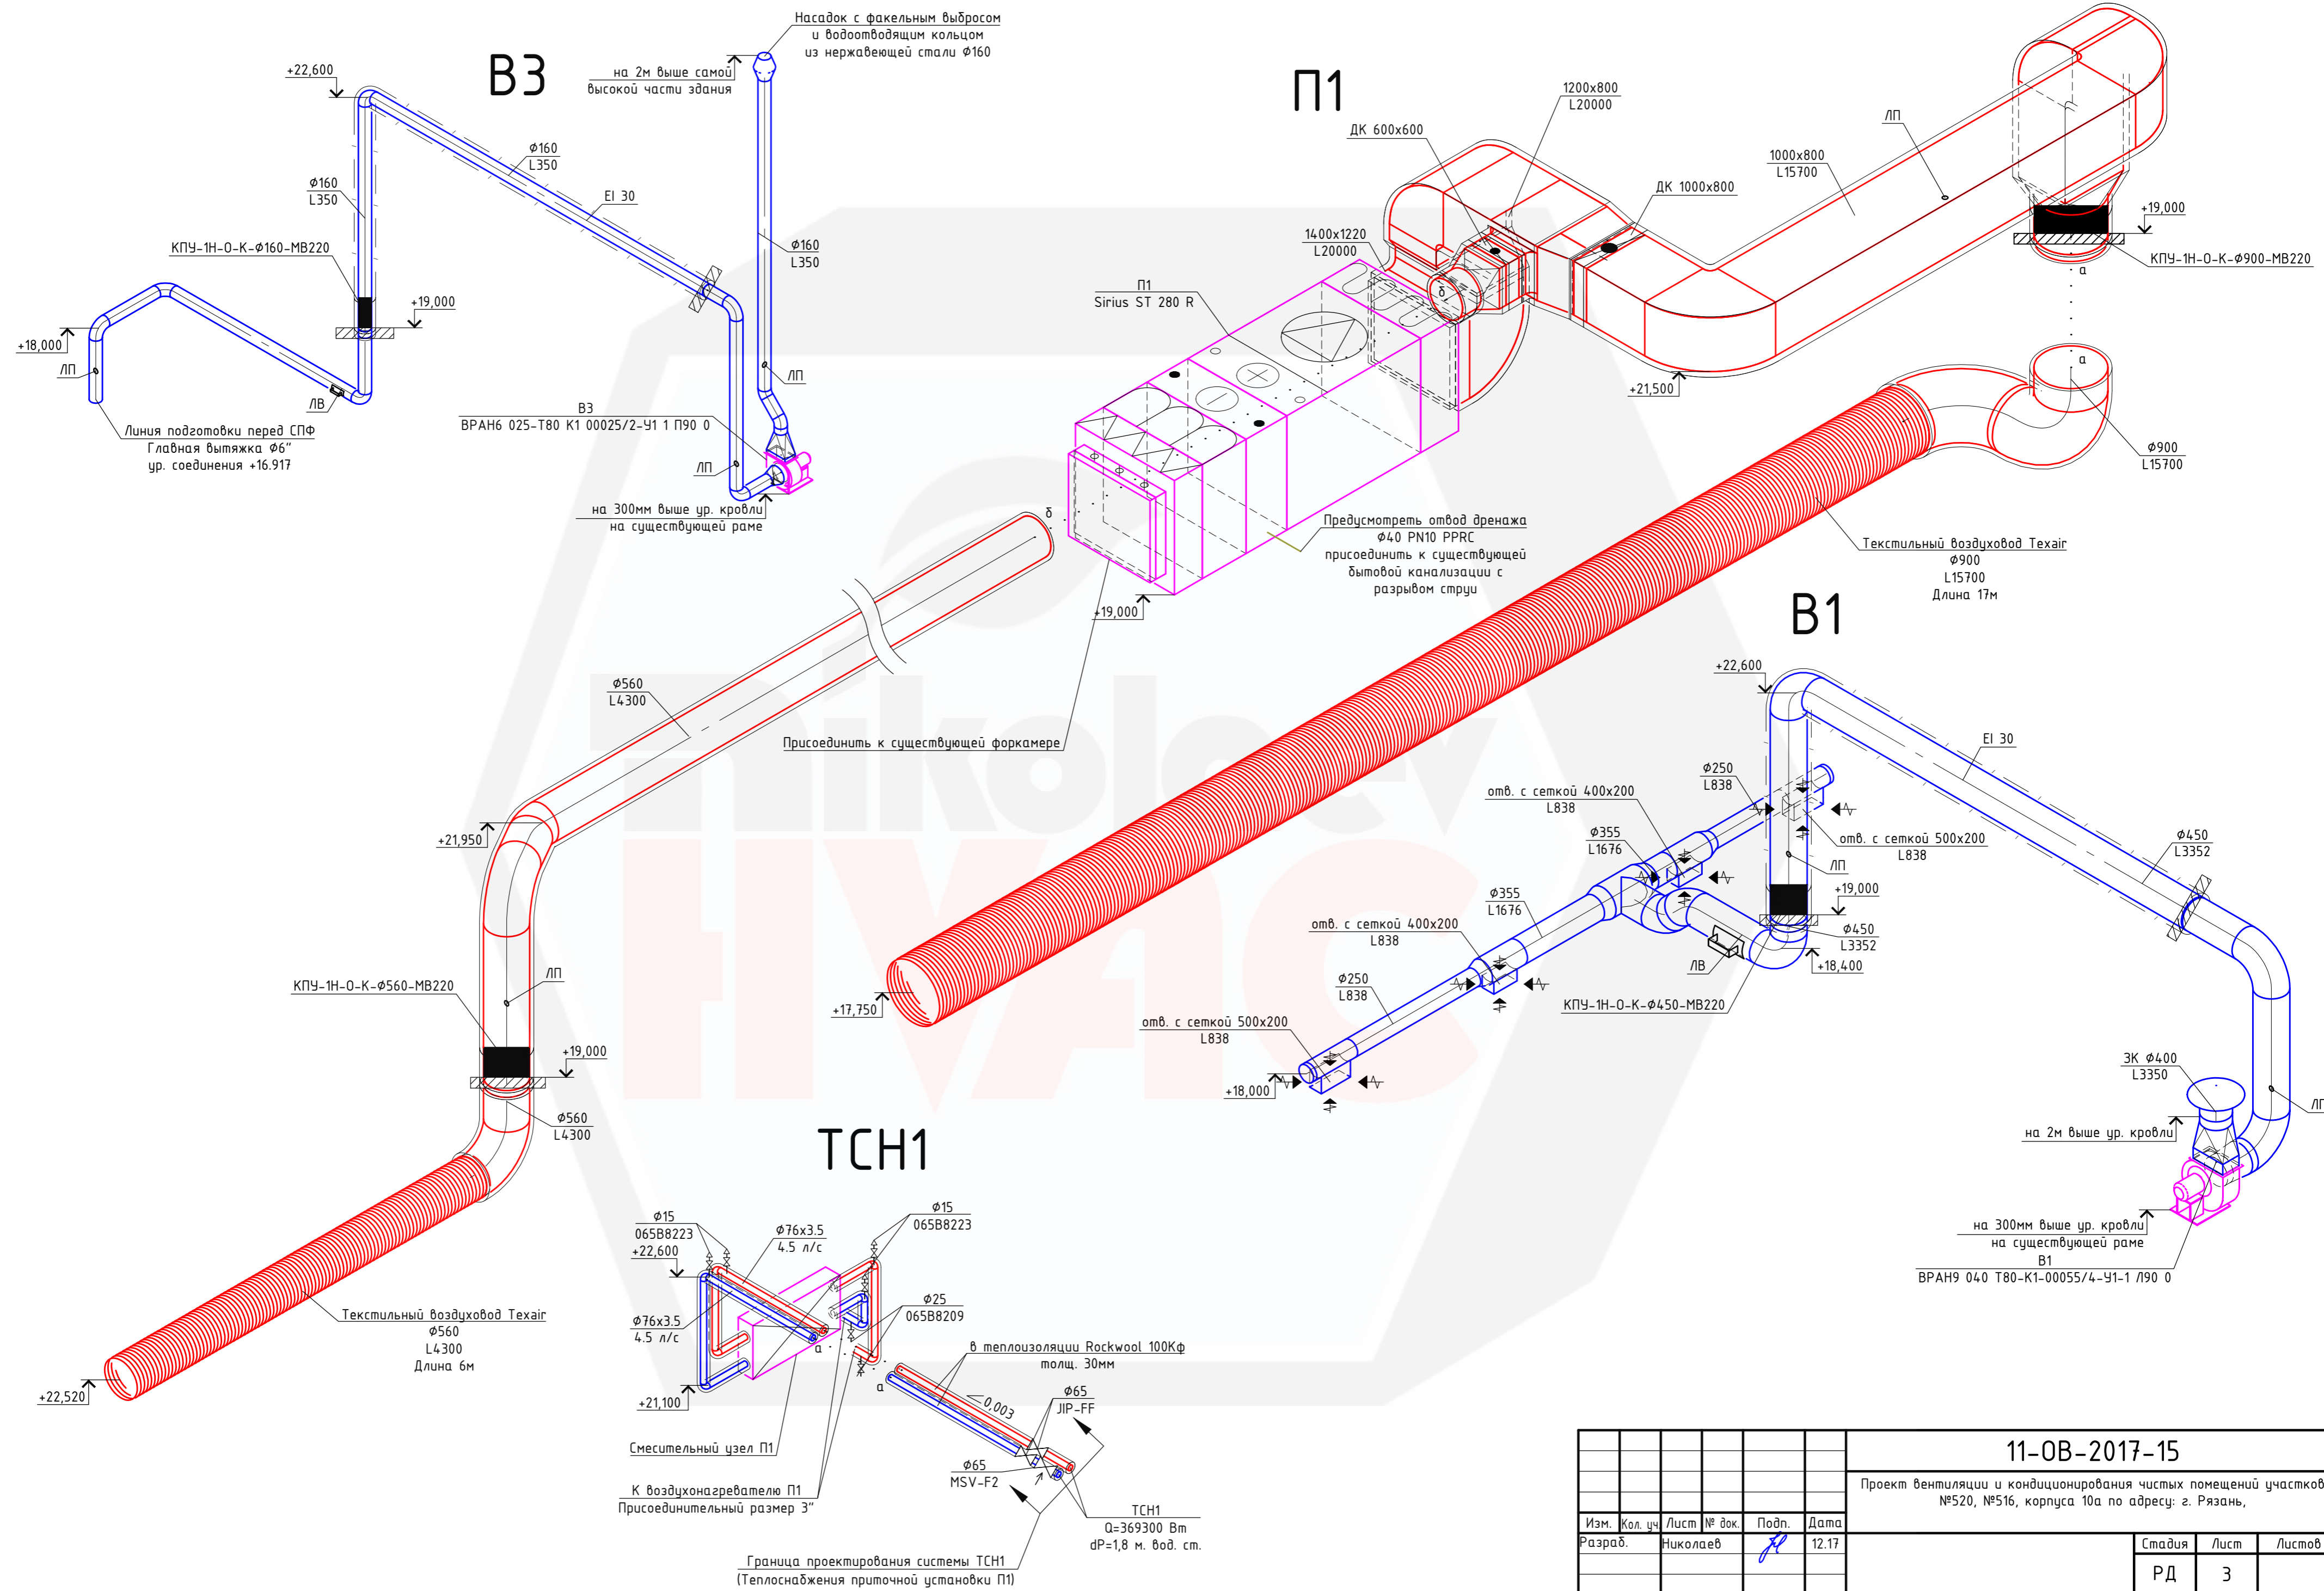 В3
Насадок с факельным выбросом
и водоотводящим кольцом
из нержавеющей стали Ф160
на 2м выше самой
высокой части здания
+22,600
Ф160
L350
Ф160
L350
EI 30
КПУ-1Н-О-К-Ф160-МВ220
+19,000
+18,000
ЛП
ЛВ
Линия подготовки перед СПФ
Главная вытяжка Ф6"
ур. соединения +16.917
Ф160
L350
ЛП
В3
ВРАН6 025-Т80 К1 00025/2-У1 1 П90 0
ЛП
на 300мм выше ур. кровли
на существующей раме
П1
1200х800
L20000
ДК 600х600
ЛП
1000х800
L15700
ДК 1000х800
1400х1220
L20000
П1
Sirius ST 280 R
+19,000
КПУ-1Н-О-К-Ф900-МВ220
а
а
б
+21,500
Ф900
L15700
б
Предусмотреть отвод дренажа
Ф40 PN10 PPRC
присоединить к существующей
бытовой канализации с
разрывом струи
+19,000
Текстильный воздуховод Texair
Ф900
L15700
Длина 17м
Присоединить к существующей форкамере
Ф560
L4300
+21,950
КПУ-1Н-О-К-Ф560-МВ220
ЛП
+19,000
Ф560
L4300
Текстильный воздуховод Texair
Ф560
L4300
Длина 6м
+22,520
+17,750
nikolaev
HVAC
В1
+22,600
EI 30
Ф250
L838
отв. с сеткой 400х200
L838
Ф355
L1676
отв. с сеткой 500х200
L838
Ф450
L3352
ЛП
+19,000
Ф355
L1676
отв. с сеткой 400х200
L838
Ф450
L3352
ЛВ
+18,400
Ф250
L838
КПУ-1Н-О-К-Ф450-МВ220
отв. с сеткой 500х200
L838
+18,000
ЗК Ф400
L3350
ЛП
на 2м выше ур. кровли
на 300мм выше ур. кровли
на существующей раме
В1
ВРАН9 040 Т80-К1-00055/4-У1-1 Л90 0
ТСН1
Ф15
065B8223
Ф76х3.5
4.5 л/с
Ф15
065B8223
+22,600
Ф76х3.5
4.5 л/с
Ф25
065B8209
а
а
в теплоизоляции Rockwool 100Кф
толщ. 30мм
+21,100
0,003
Ф65
JIP-FF
Смесительный узел П1
Ф65
MSV-F2
К воздухонагревателю П1
Присоединительный размер 3"
ТСН1
Q=369300 Вт
dP=1,8 м. вод. ст.
Граница проектирования системы ТСН1
(Теплоснабжения приточной установки П1)
11-ОВ-2017-15
Проект вентиляции и кондиционирования чистых помещений участков
№520, №516, корпуса 10а по адресу: г. Рязань,
Изм. Кол. уч. Лист № док. Подп. Дата
Разраб. Николаев 12.17
Стадия Лист Листов
РД 3